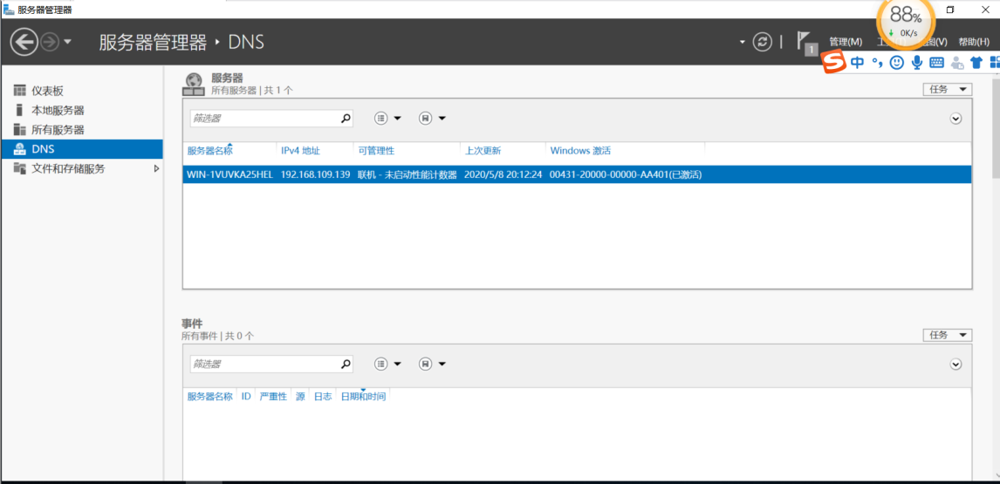 服务器管理器
88%
0K/s
服务器管理器 ‣ DNS
1
管理(M)
图(V)
帮助(H)
中
仪表板
本地服务器
所有服务器
DNS
文件和存储服务
服务器
所有服务器 | 共 1 个
任务
筛选器
服务器名称 IPv4 地址 可管理性 上次更新 Windows 激活
WIN-1VUVKA25HEL 192.168.109.139 联机 - 未启动性能计数器 2020/5/8 20:12:24 00431-20000-00000-AA401(已激活)
事件
所有事件 | 共 0 个
任务
筛选器
服务器名称 ID 严重性 源 日志 日期和时间